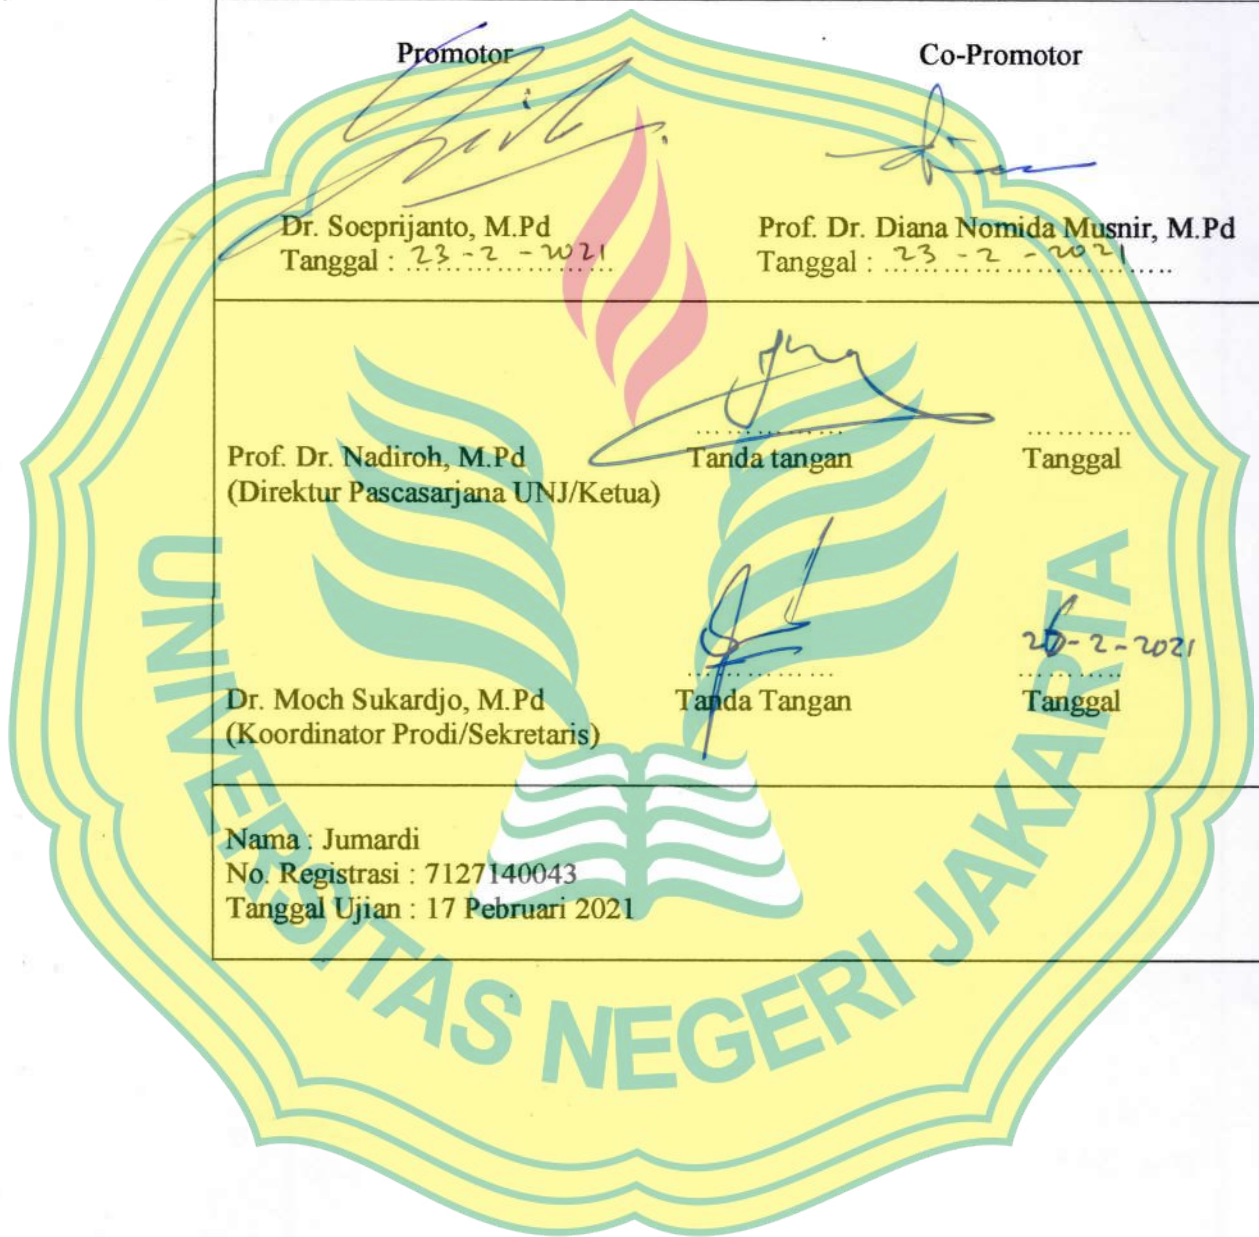 Promotor Co-Promotor
Dr. Soeprijanto, M.Pd Prof. Dr. Diana Nomida Musnir, M.Pd
Tanggal : 23-2-2021 Tanggal : 23-2-2021
Prof. Dr. Nadiroh, M.Pd Tanda tangan Tanggal
(Direktur Pascasarjana UNJ/Ketua)
-2-2021
Dr. Moch Sukardjo, M.Pd Tanda Tangan Tanggal
(Koordinator Prodi/Sekretaris)
Nama : Jumardi
No. Registrasi : 7127140043
Tanggal Ujian : 17 Pebruari 2021
UNIVERSITAS NEGERI JAKARTA